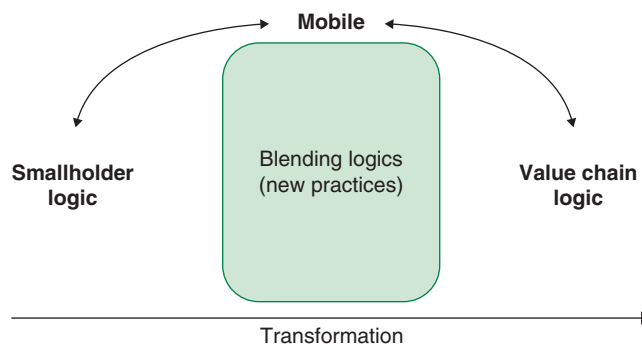 Mobile
Smallholder
logic
Blending logics
(new practices)
Value chain
logic
Transformation